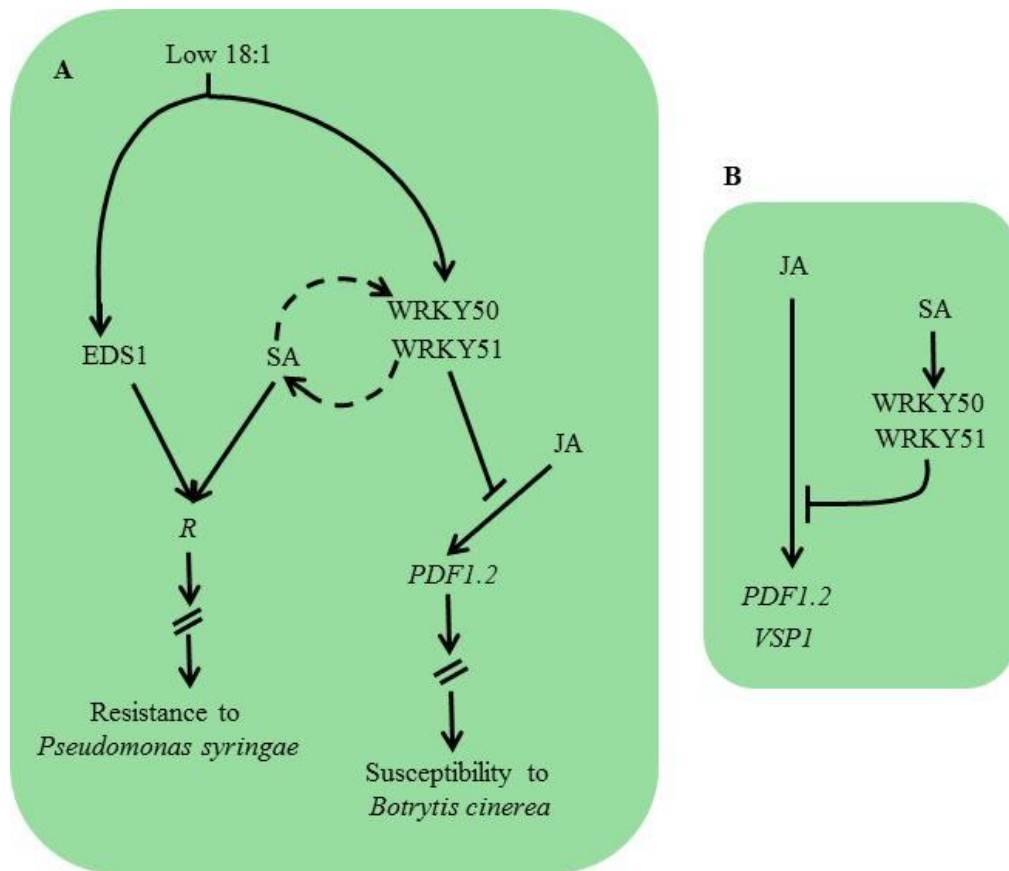 A
Low 18:1
EDS1
SA
WRKY50
WRKY51
JA
R
PDF1.2
Resistance to
Pseudomonas syringae
Susceptibility to
Botrytis cinerea
B
JA
SA
WRKY50
WRKY51
PDF1.2
VSP1